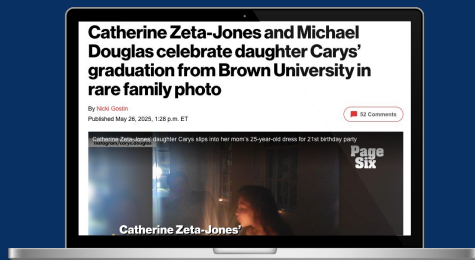 Catherine Zeta-Jones and Michael
Douglas celebrate daughter Carys'
graduation from Brown University in
rare family photo
By Nicki Gostin
Published May 26, 2025, 1:28 p.m. ET
52 Comments
Catherine Zeta-Jones' daughter Carys slips into her mom's 25-year-old dress for 21st birthday party
Page
Six
Catherine Zeta-Jones'